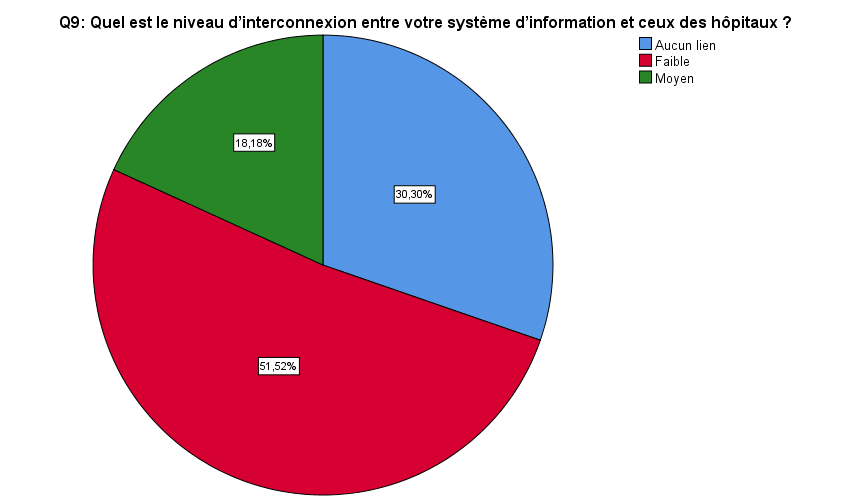 Q9: Quel est le niveau d’interconnexion entre votre système d’information et ceux des hôpitaux ?
Aucun lien
Faible
Moyen
18,18%
30,30%
51,52%